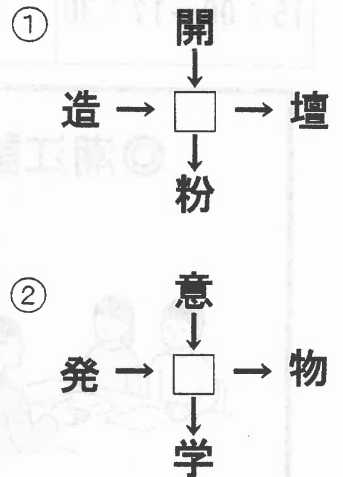 ① 開
造 → □ → 壇
粉
② 意
発 → □ → 物
学